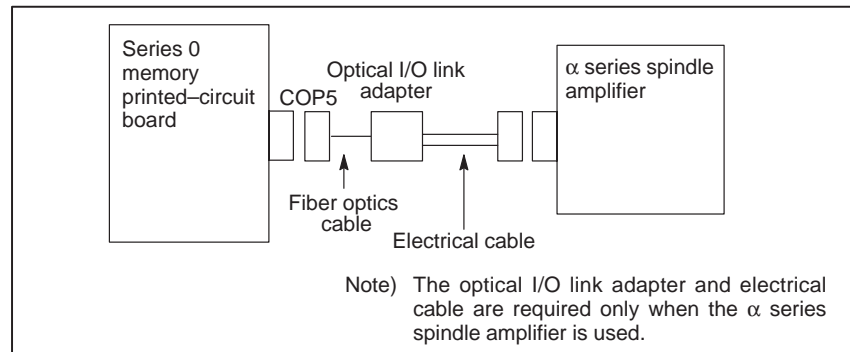 Series 0
memory
printed–circuit
board
COP5
Optical I/O link
adapter
α series spindle
amplifier
Fiber optics
cable
Electrical cable
Note) The optical I/O link adapter and electrical
cable are required only when the α series
spindle amplifier is used.